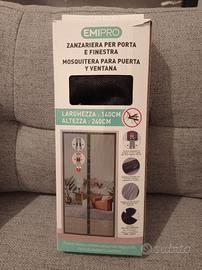 EMIPRO
ZANZARIERA PER PORTA
E FINESTRA
MOSQUITERA PARA PUERTA
Y VENTANA
LARGHEZZA : 140CM
ALTEZZA : 240CM
subito